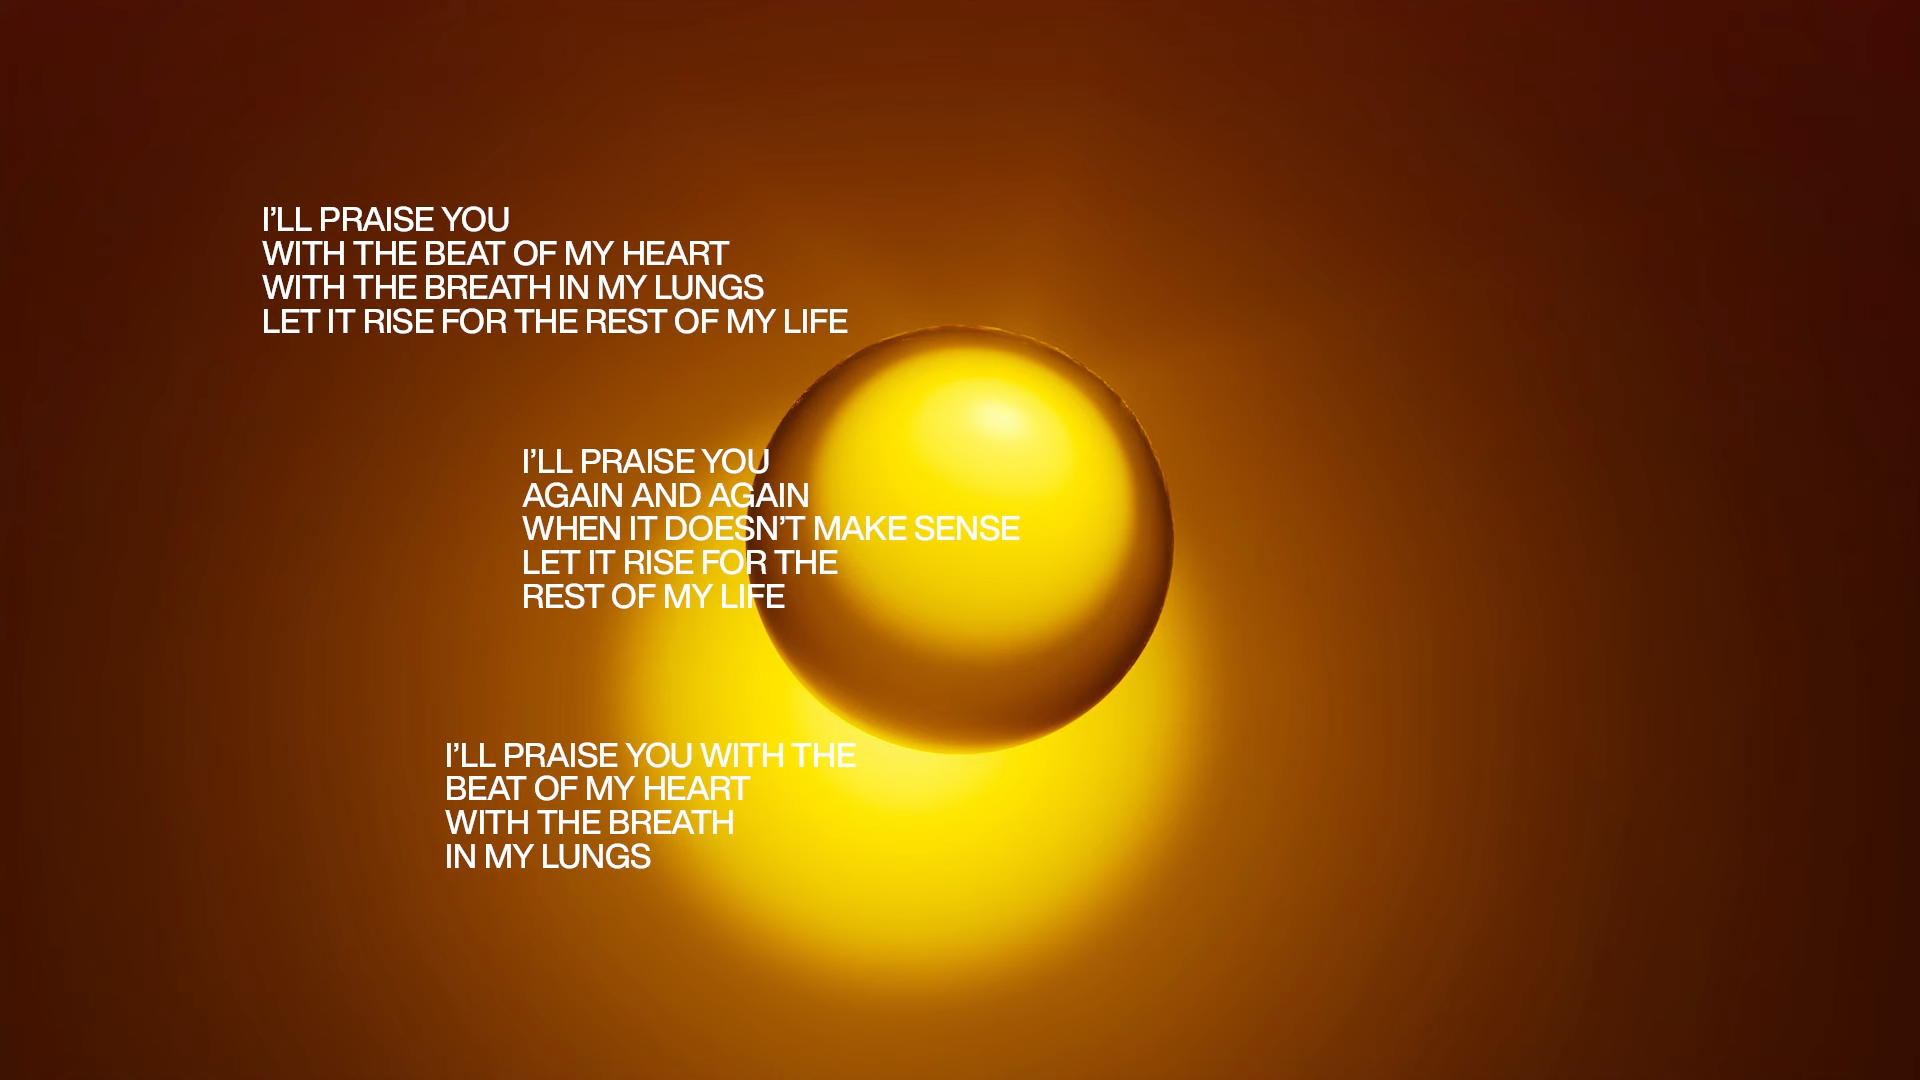 I’LL PRAISE YOU
WITH THE BEAT OF MY HEART
WITH THE BREATH IN MY LUNGS
LET IT RISE FOR THE REST OF MY LIFE
I’LL PRAISE YOU
AGAIN AND AGAIN
WHEN IT DOESN’T MAKE SENSE
LET IT RISE FOR THE
REST OF MY LIFE
I’LL PRAISE YOU WITH THE
BEAT OF MY HEART
WITH THE BREATH
IN MY LUNGS